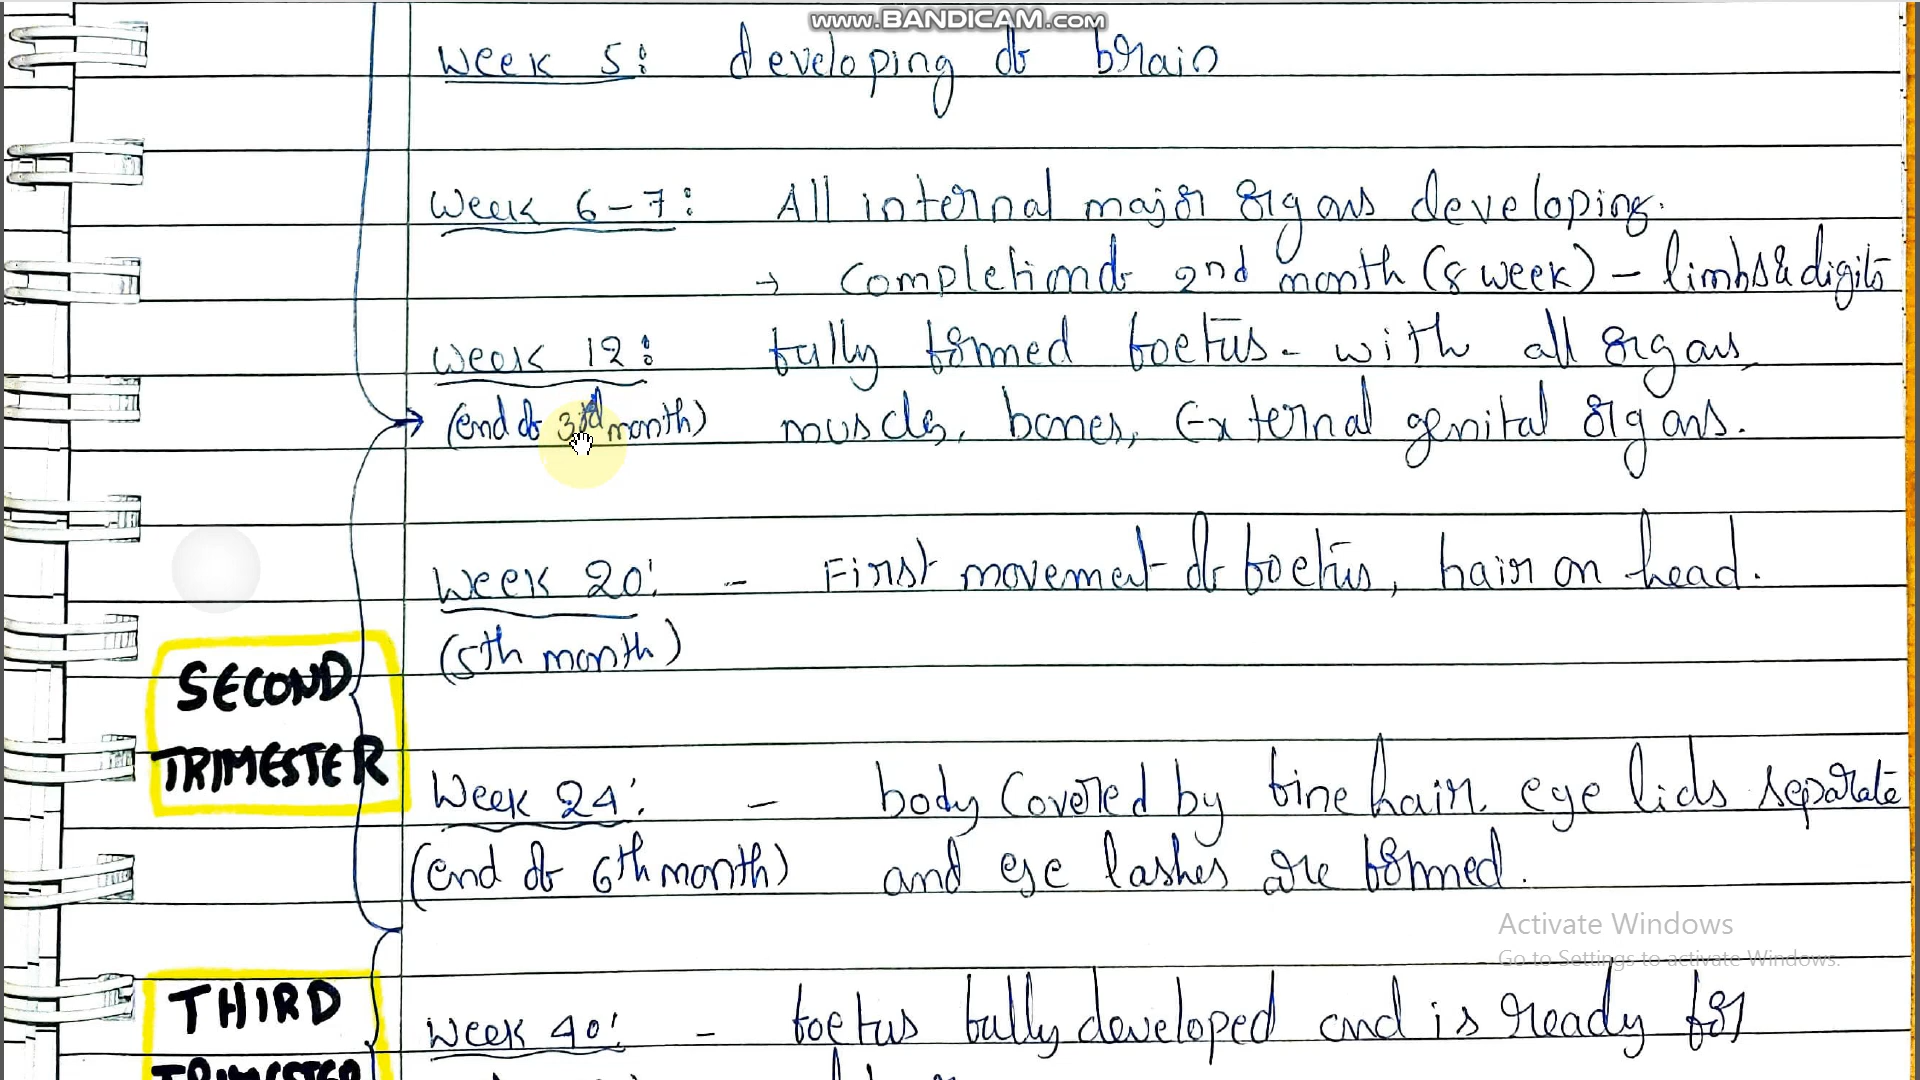 www.BANDICAM.com
Week 5: developing of brain
Week 6-7: All internal major organs developing.
→ Completion of 2nd month (8 week) - limbs & digits
Week 12: fully formed foetus - with all organs,
(end of 3rd month) muscles, bones, External genital organs.
Week 20: - First movement of foetus, hair on head.
(5th month)
SECOND
TRIMESTER
Week 24: - body covered by fine hair. eye lids separate
(end of 6th month) and eye lashes are formed.
Activate Windows
Go to Settings to activate Windows.
THIRD
TRIMESTER
Week 40: - foetus fully developed and is ready for